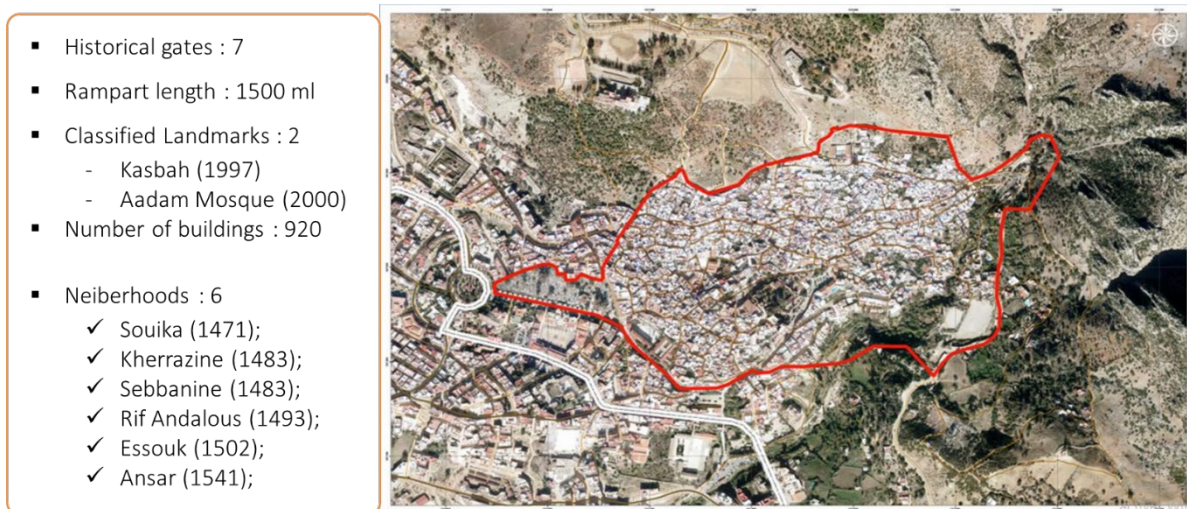 ▪ Historical gates : 7
▪ Rampart length : 1500 ml
▪ Classified Landmarks : 2
- Kasbah (1997)
- Aadam Mosque (2000)
▪ Number of buildings : 920
▪ Neiberhoods : 6
✓ Souika (1471);
✓ Kherrazine (1483);
✓ Sebbanine (1483);
✓ Rif Andalous (1493);
✓ Essouk (1502);
✓ Ansar (1541);